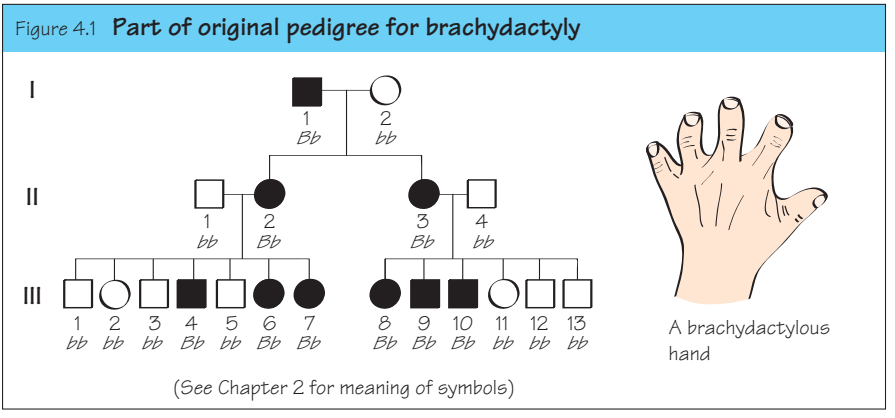 Figure 4.1 Part of original pedigree for brachydactyly
I
1 2
Bb bb
II
1 2 3 4
bb Bb Bb bb
III
1 2 3 4 5 6 7 8 9 10 11 12 13
bb bb bb Bb bb Bb Bb Bb Bb Bb bb bb bb
A brachydactylous
hand
(See Chapter 2 for meaning of symbols)